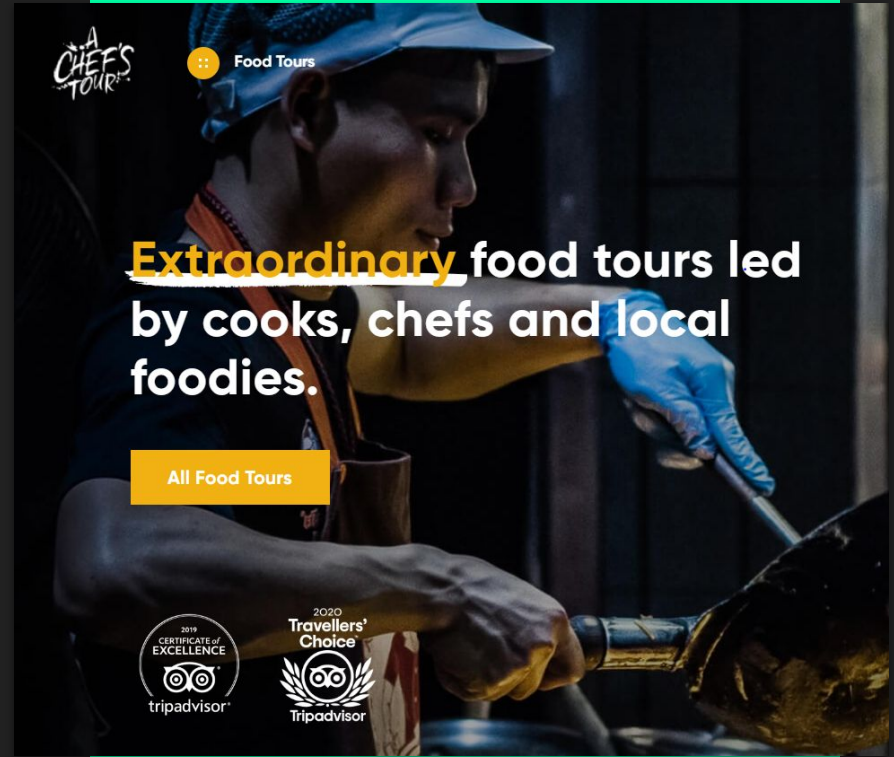 A
CHEF'S
TOUR
Food Tours
Extraordinary food tours led
by cooks, chefs and local
foodies.
All Food Tours
2019
CERTIFICATE of
EXCELLENCE
tripadvisor®
2020
Travellers'
Choice
Tripadvisor